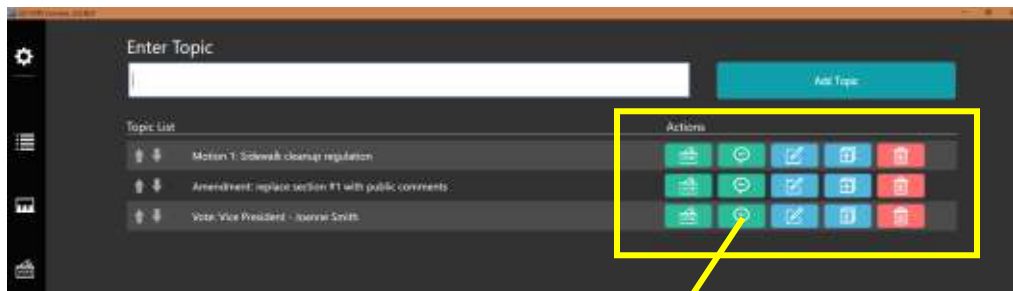 Enter Topic
Add Topic
Topic List
Actions
Motion 1: Sidewalk cleanup regulation
Amendment: replace section #1 with public comments
Vote: Vice President - Joanne Smith